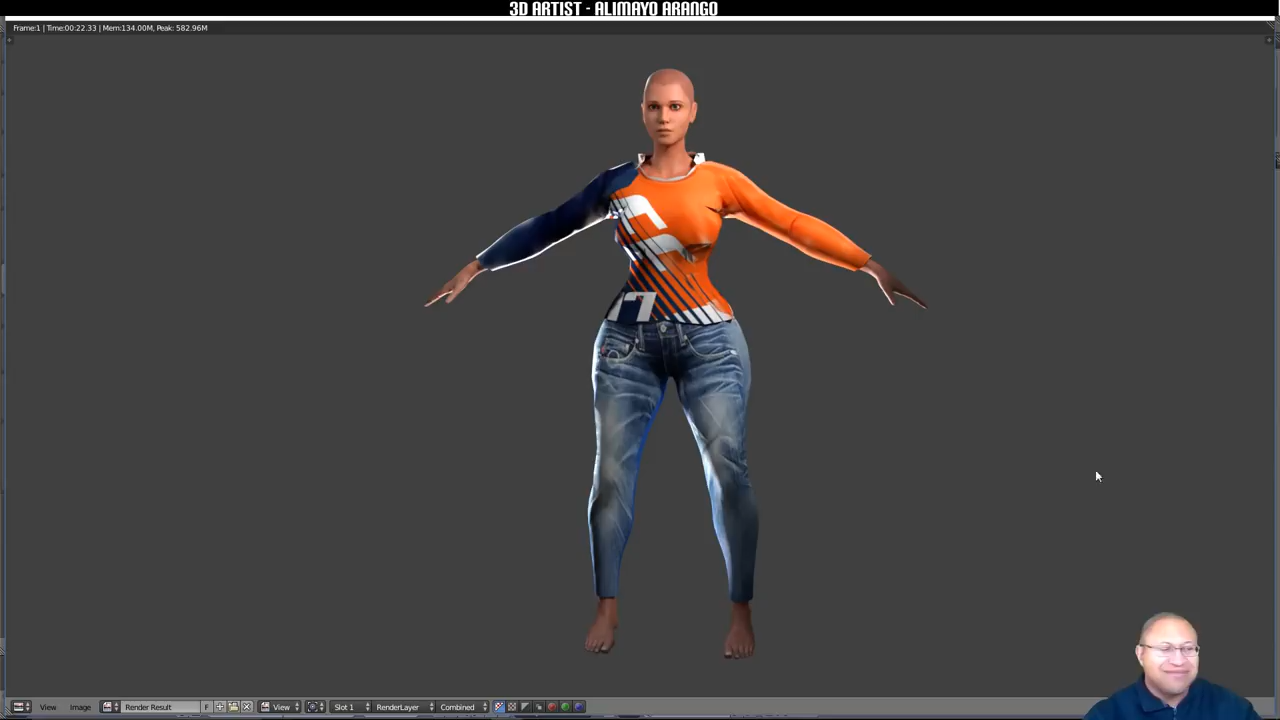 3D ARTIST - ALIMAYO ARANGO
Frame:1 | Time:00:22.33 | Mem:134.00M, Peak: 582.96M
View Image Render Result F View Slot 1 RenderLayer Combined